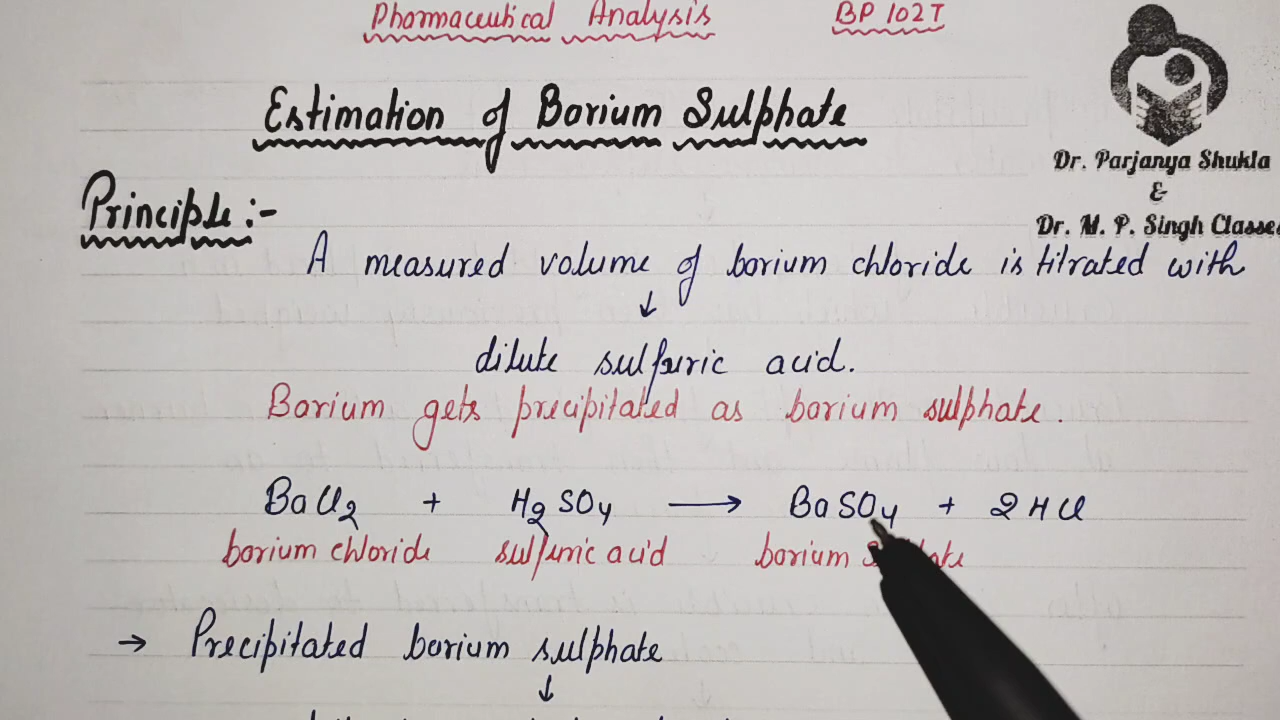 Pharmaceutical Analysis BP 102T
Estimation of Barium Sulphate
Dr. Parjanya Shukla
&
Dr. M. P. Singh Classes
Principle :-
A measured volume of barium chloride is titrated with
↓
dilute sulfuric acid.
Barium gets precipitated as barium sulphate.
BaCl2 + H2SO4 → BaSO4 + 2HCl
barium chloride sulfuric acid barium
→ Precipitated barium sulphate
↓